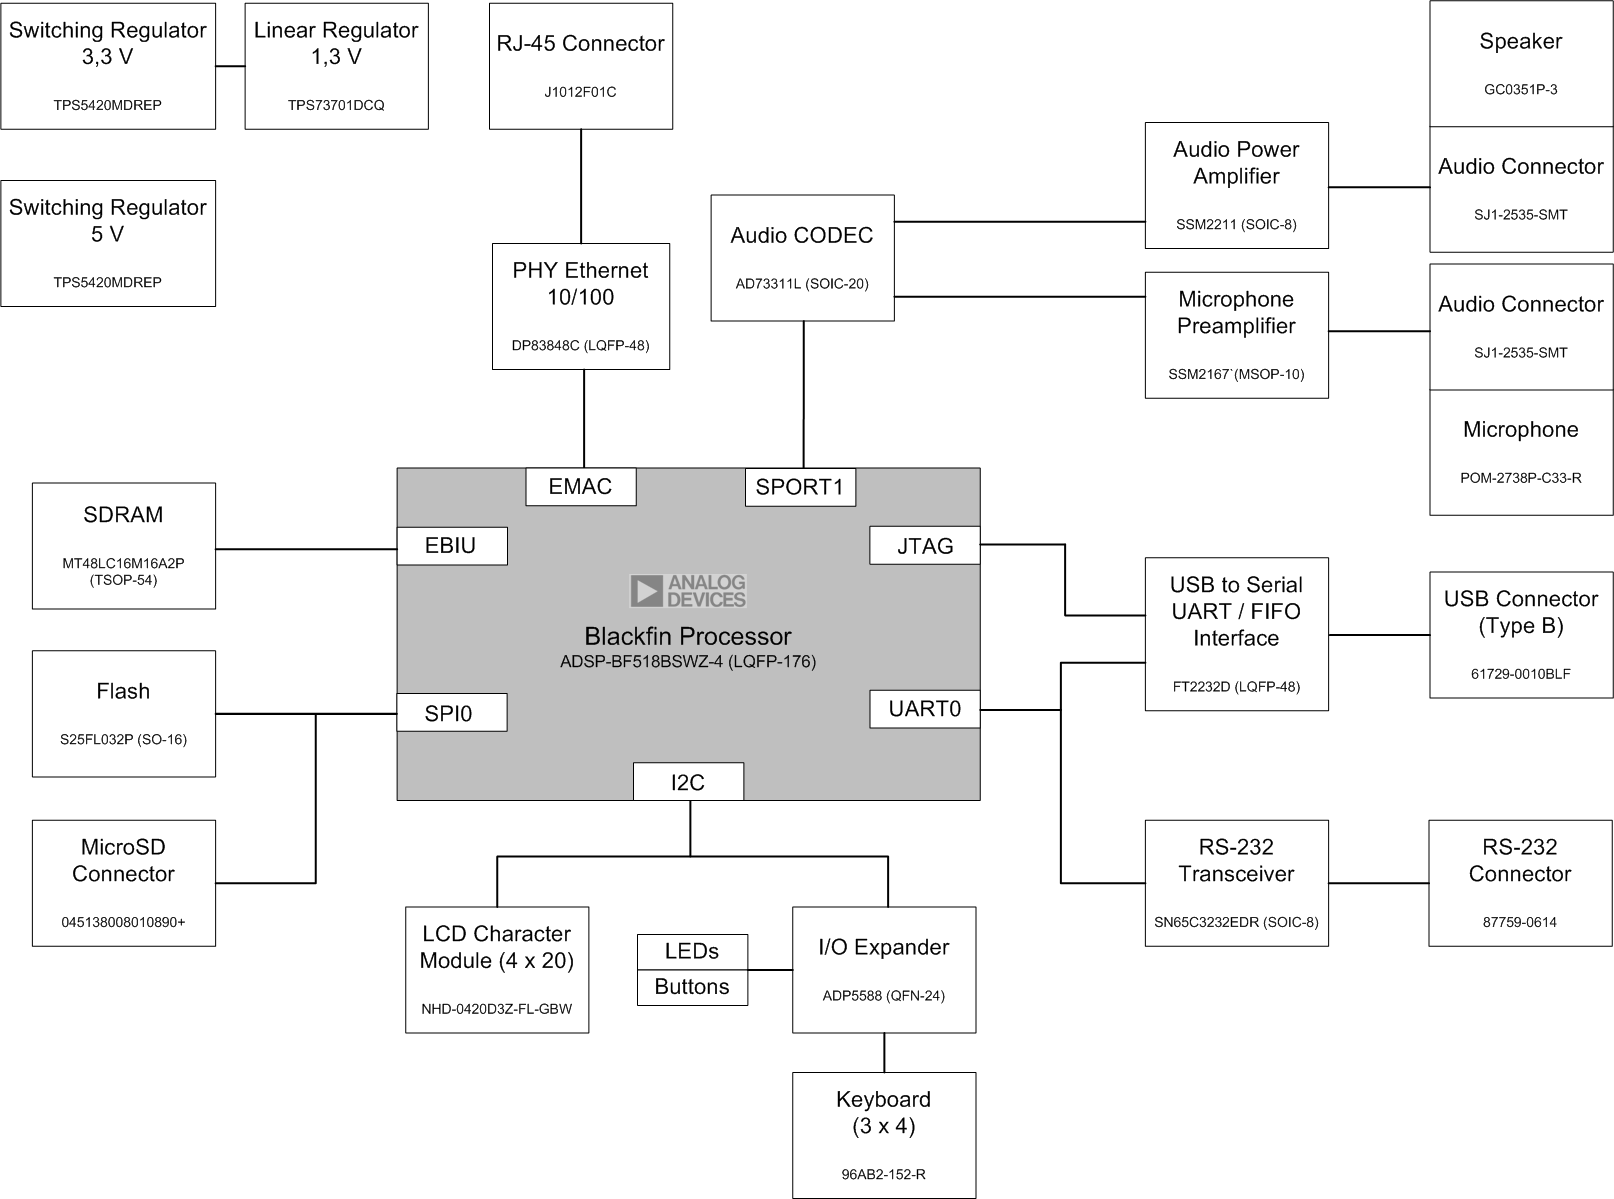 Switching Regulator
3,3 V
TPS5420MDREP
Linear Regulator
1,3 V
TPS73701DCQ
RJ-45 Connector
J1012F01C
Speaker
GC0351P-3
Audio Power
Amplifier
SSM2211 (SOIC-8)
Audio Connector
SJ1-2535-SMT
Switching Regulator
5 V
TPS5420MDREP
PHY Ethernet
10/100
DP83848C (LQFP-48)
Audio CODEC
AD73311L (SOIC-20)
Microphone
Preamplifier
SSM2167`(MSOP-10)
Audio Connector
SJ1-2535-SMT
Microphone
POM-2738P-C33-R
EMAC
SPORT1
SDRAM
MT48LC16M16A2P
(TSOP-54)
EBIU
JTAG
ANALOG
DEVICES
Blackfin Processor
ADSP-BF518BSWZ-4 (LQFP-176)
USB to Serial
UART / FIFO
Interface
FT2232D (LQFP-48)
USB Connector
(Type B)
61729-0010BLF
Flash
S25FL032P (SO-16)
SPI0
UART0
I2C
MicroSD
Connector
045138008010890+
RS-232
Transceiver
SN65C3232EDR (SOIC-8)
RS-232
Connector
87759-0614
LCD Character
Module (4 x 20)
NHD-0420D3Z-FL-GBW
LEDs
Buttons
I/O Expander
ADP5588 (QFN-24)
Keyboard
(3 x 4)
96AB2-152-R